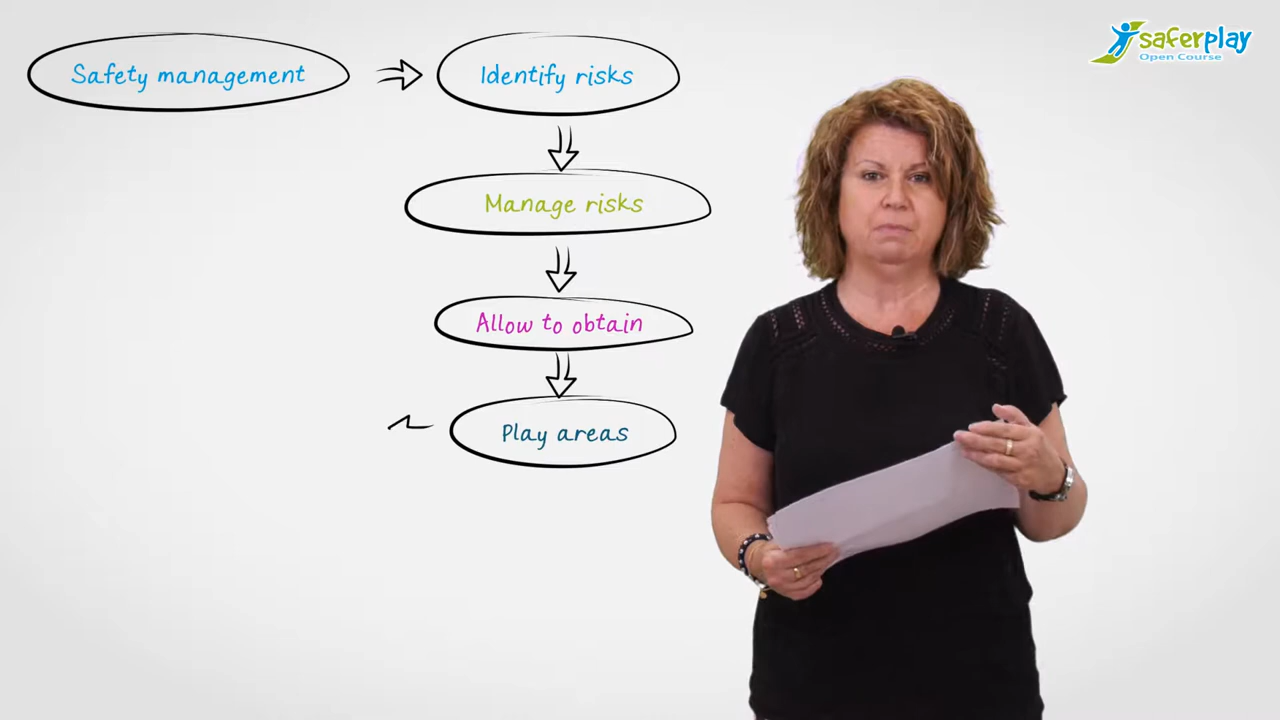 Safety management
Identify risks
Manage risks
Allow to obtain
Play areas
saferplay
Open Course